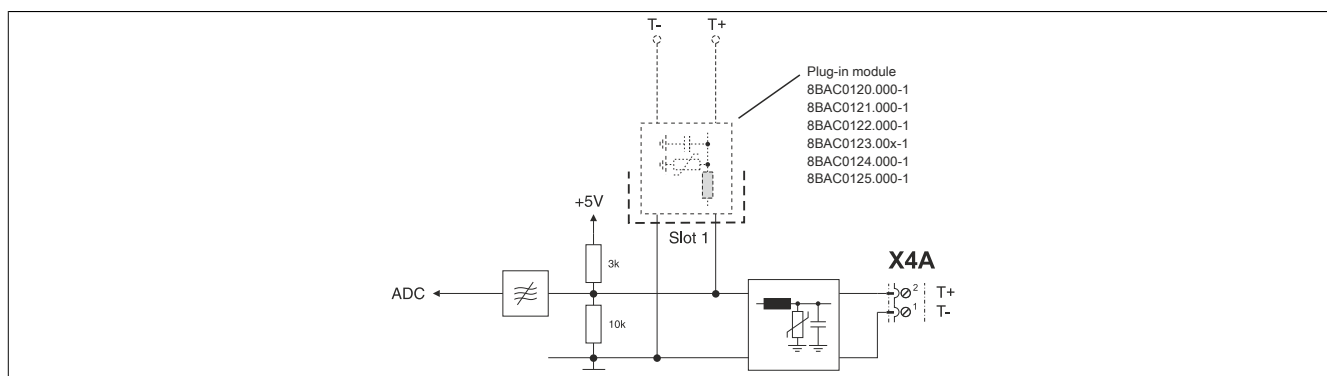 T- T+
Plug-in module
8BAC0120.000-1
8BAC0121.000-1
8BAC0122.000-1
8BAC0123.00x-1
8BAC0124.000-1
8BAC0125.000-1
+5V
Slot 1
3k
X4A
ADC
2 T+
1 T-
10k